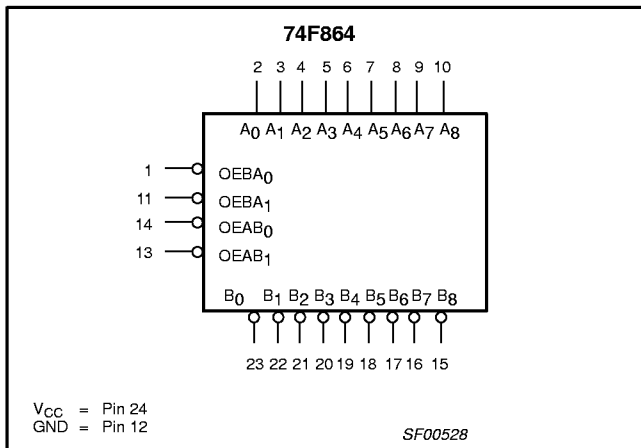 74F864
2 3 4 5 6 7 8 9 10
A0 A1 A2 A3 A4 A5 A6 A7 A8
1 OEBA0
11 OEBA1
14 OEAB0
13 OEAB1
B0 B1 B2 B3 B4 B5 B6 B7 B8
23 22 21 20 19 18 17 16 15
VCC = Pin 24
GND = Pin 12
SF00528